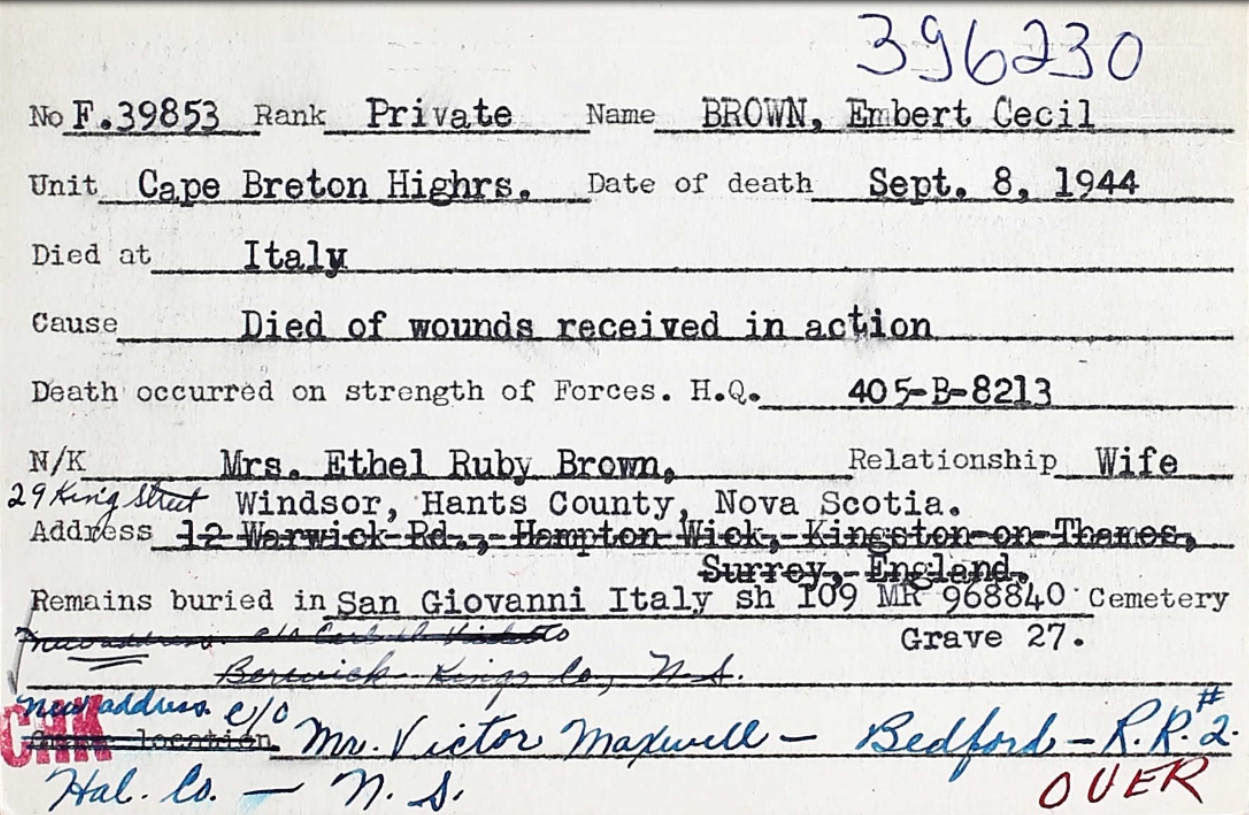 396230
No F.39853 Rank Private Name BROWN, Embert Cecil
Unit Cape Breton Highrs. Date of death Sept. 8, 1944
Died at Italy
Cause Died of wounds received in action
Death occurred on strength of Forces. H.Q. 405-B-8213
N/K Mrs. Ethel Ruby Brown, Relationship Wife
29 King Street Windsor, Hants County, Nova Scotia.
Address 12 Warwick Rd., Hampton Wick, Kingston-on-Thames,
Surrey, England.
Remains buried in San Giovanni Italy sh 109 MR 968840 Cemetery
New address c/o
Grave 27.
Berwick Kings Co, N.S.
New address c/o
CHK
location Mr. Victor Maxwell - Bedford - R.R. #2.
Hal. Co. - N.S.
OVER